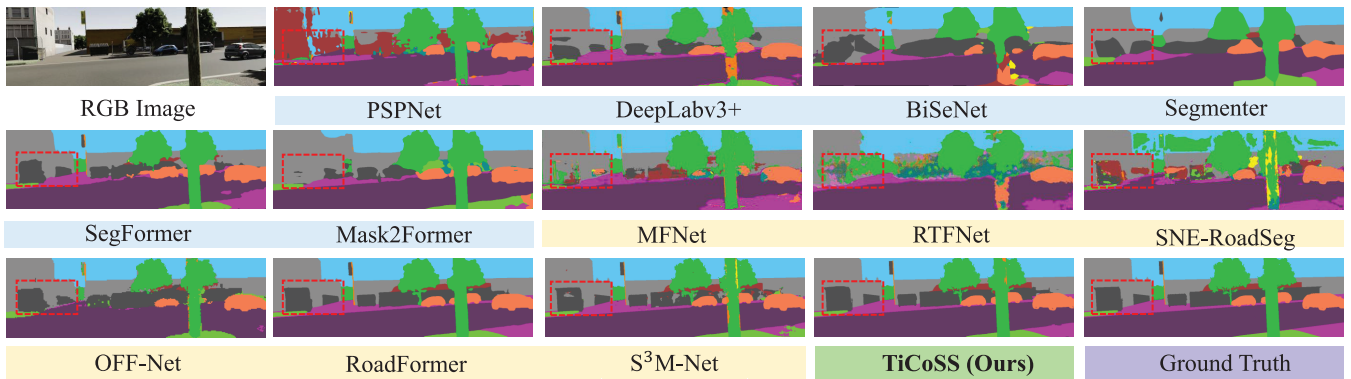 RGB Image PSPNet DeepLabv3+ BiSeNet Segmenter
SegFormer Mask2Former MFNet RTFNet SNE-RoadSeg
OFF-Net RoadFormer S³M-Net TiCoSS (Ours) Ground Truth